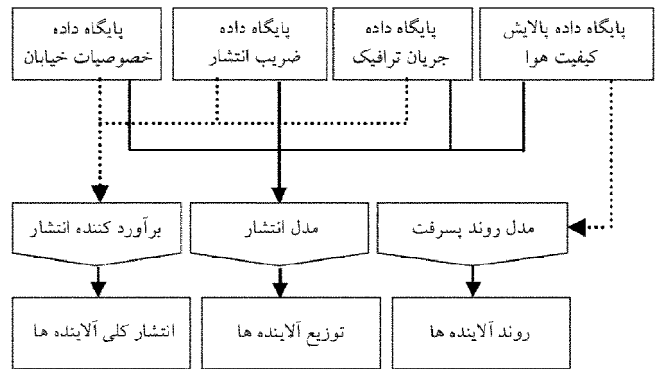 پایگاه داده پالایش
کیفیت هوا
پایگاه داده
جریان ترافیک
پایگاه داده
ضریب انتشار
پایگاه داده
خصوصیات خیابان
مدل روند پسرفت
مدل انتشار
برآورد کننده انتشار
روند آلاینده ها
توزیع آلاینده ها
انتشار کلی آلاینده ها